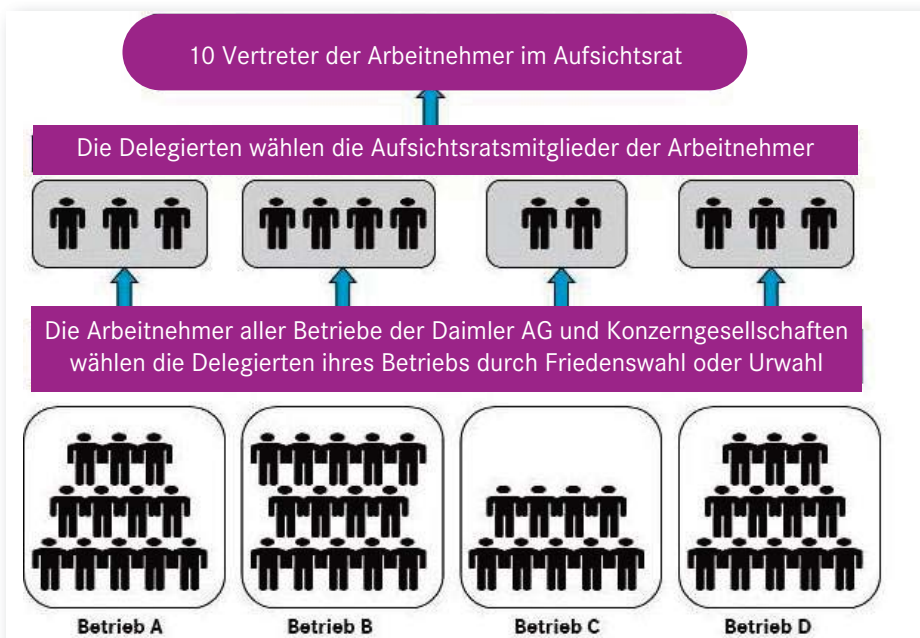 10 Vertreter der Arbeitnehmer im Aufsichtsrat
Die Delegierten wählen die Aufsichtsratsmitglieder der Arbeitnehmer
Die Arbeitnehmer aller Betriebe der Daimler AG und Konzerngesellschaften
wählen die Delegierten ihres Betriebs durch Friedenswahl oder Urwahl
Betrieb A
Betrieb B
Betrieb C
Betrieb D